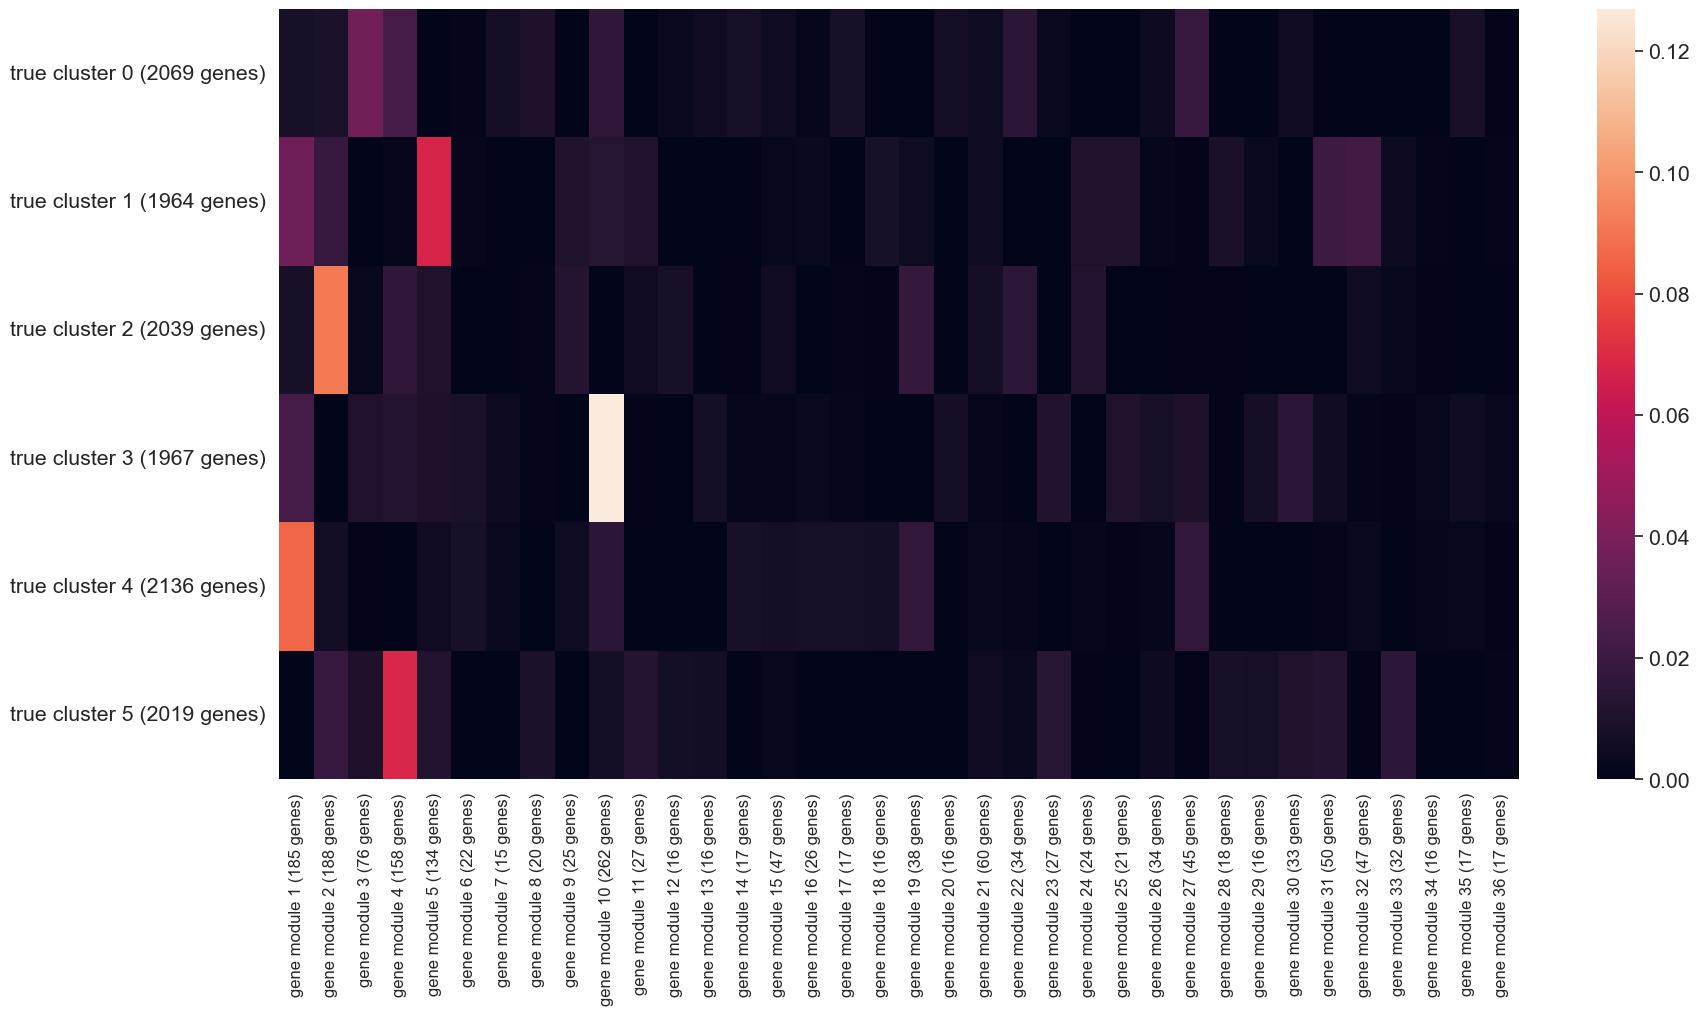 true cluster 0 (2069 genes)
true cluster 1 (1964 genes)
true cluster 2 (2039 genes)
true cluster 3 (1967 genes)
true cluster 4 (2136 genes)
true cluster 5 (2019 genes)
gene module 1 (185 genes)
gene module 2 (188 genes)
gene module 3 (76 genes)
gene module 4 (158 genes)
gene module 5 (134 genes)
gene module 6 (22 genes)
gene module 7 (15 genes)
gene module 8 (20 genes)
gene module 9 (25 genes)
gene module 10 (262 genes)
gene module 11 (27 genes)
gene module 12 (16 genes)
gene module 13 (16 genes)
gene module 14 (17 genes)
gene module 15 (47 genes)
gene module 16 (26 genes)
gene module 17 (17 genes)
gene module 18 (16 genes)
gene module 19 (38 genes)
gene module 20 (16 genes)
gene module 21 (60 genes)
gene module 22 (34 genes)
gene module 23 (27 genes)
gene module 24 (24 genes)
gene module 25 (21 genes)
gene module 26 (34 genes)
gene module 27 (45 genes)
gene module 28 (18 genes)
gene module 29 (16 genes)
gene module 30 (33 genes)
gene module 31 (50 genes)
gene module 32 (47 genes)
gene module 33 (32 genes)
gene module 34 (16 genes)
gene module 35 (17 genes)
gene module 36 (17 genes)
0.12
0.10
0.08
0.06
0.04
0.02
0.00